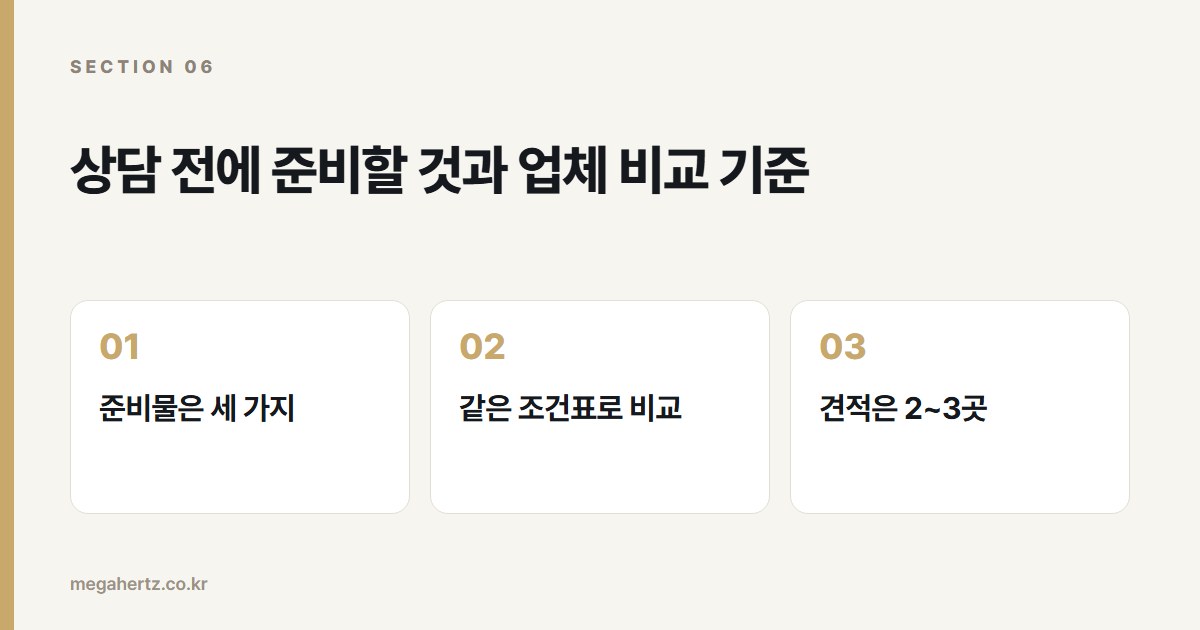 SECTION 06
상담 전에 준비할 것과 업체 비교 기준
01
준비물은 세 가지
02
같은 조건표로 비교
03
견적은 2~3곳
megahertz.co.kr